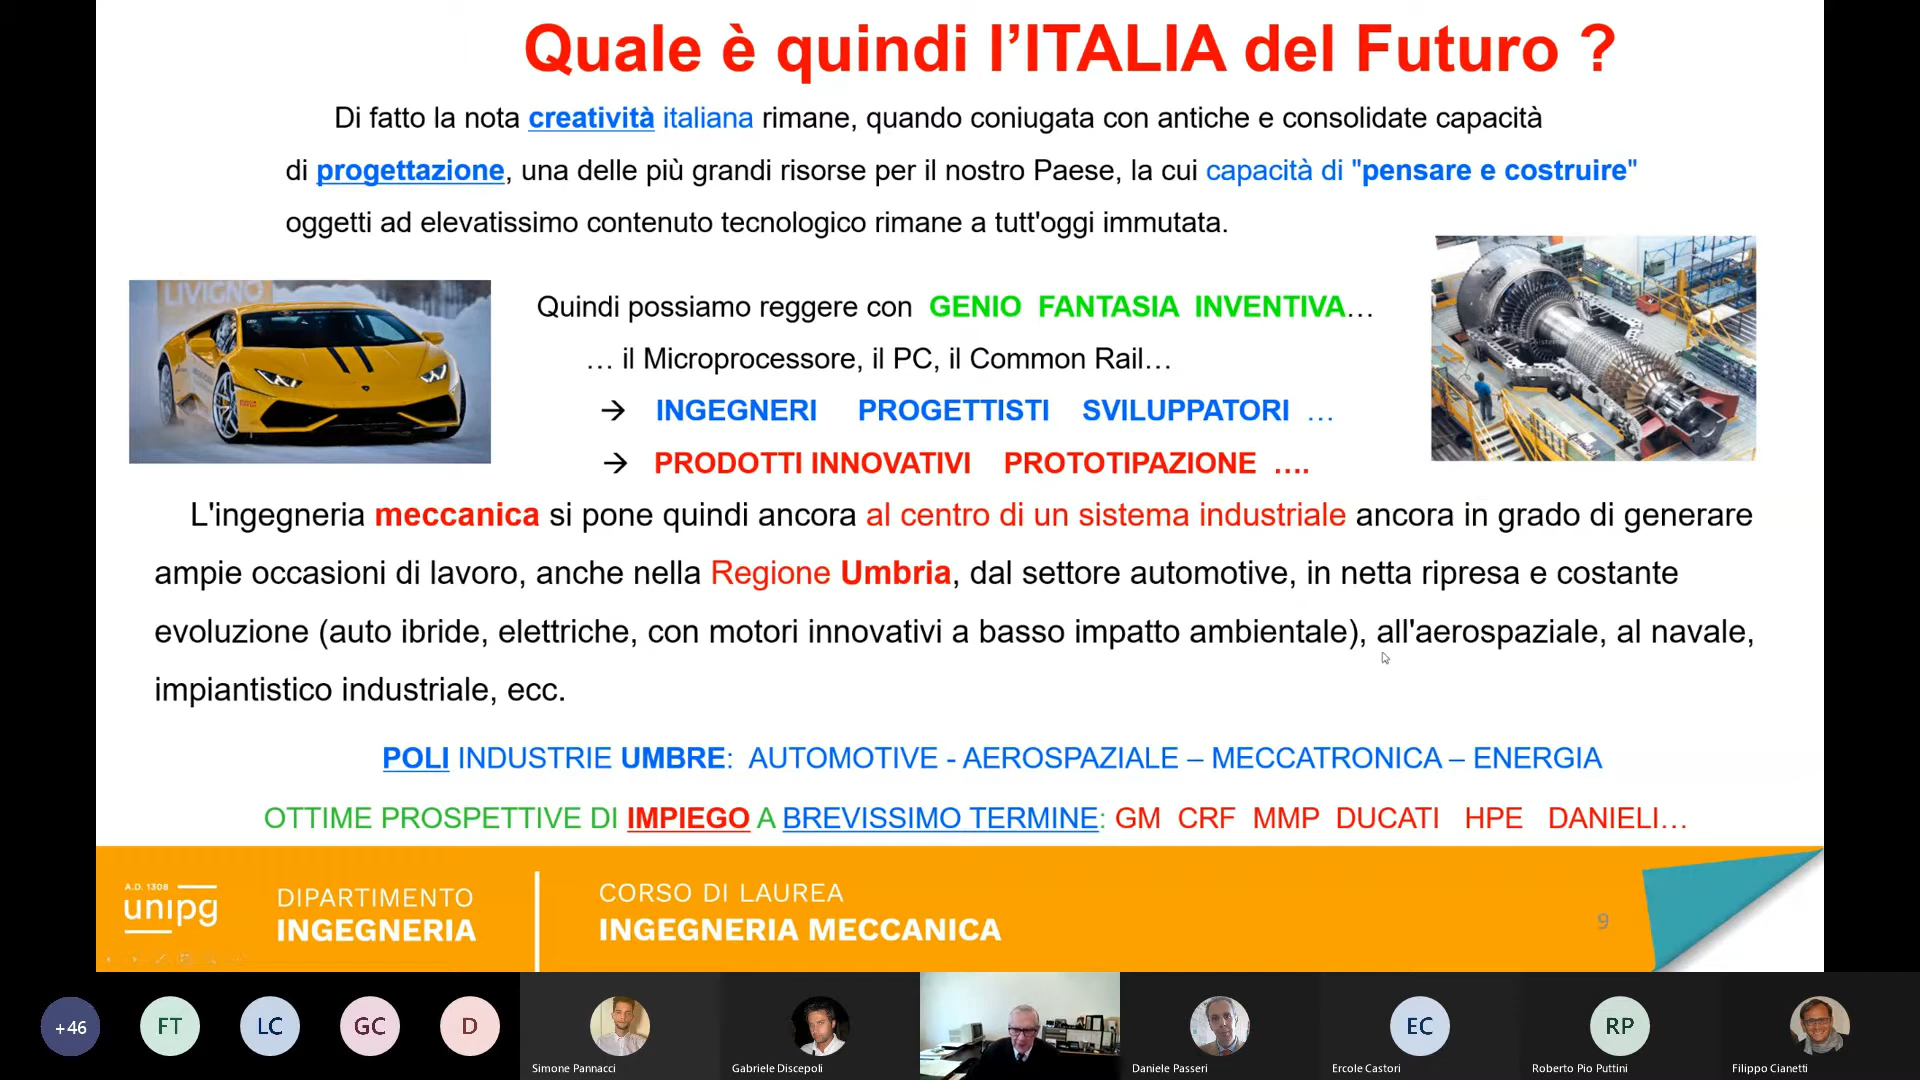 Quale è quindi l’ITALIA del Futuro ?
Di fatto la nota creatività italiana rimane, quando coniugata con antiche e consolidate capacità
di progettazione, una delle più grandi risorse per il nostro Paese, la cui capacità di "pensare e costruire"
oggetti ad elevatissimo contenuto tecnologico rimane a tutt'oggi immutata.
LIVIGNO
Quindi possiamo reggere con GENIO FANTASIA INVENTIVA…
… il Microprocessore, il PC, il Common Rail…
→ INGEGNERI PROGETTISTI SVILUPPATORI …
→ PRODOTTI INNOVATIVI PROTOTIPAZIONE ….
L'ingegneria meccanica si pone quindi ancora al centro di un sistema industriale ancora in grado di generare
ampie occasioni di lavoro, anche nella Regione Umbria, dal settore automotive, in netta ripresa e costante
evoluzione (auto ibride, elettriche, con motori innovativi a basso impatto ambientale), all'aerospaziale, al navale,
impiantistico industriale, ecc.
POLI INDUSTRIE UMBRE: AUTOMOTIVE - AEROSPAZIALE – MECCATRONICA – ENERGIA
OTTIME PROSPETTIVE DI IMPIEGO A BREVISSIMO TERMINE: GM CRF MMP DUCATI HPE DANIELI…
A.D. 1308
unipg
DIPARTIMENTO
INGEGNERIA
CORSO DI LAUREA
INGEGNERIA MECCANICA
9
+46
FT
LC
GC
D
Simone Pannacci
Gabriele Discepoli
Daniele Passeri
EC
Ercole Castori
RP
Roberto Pio Puttini
Filippo Cianetti